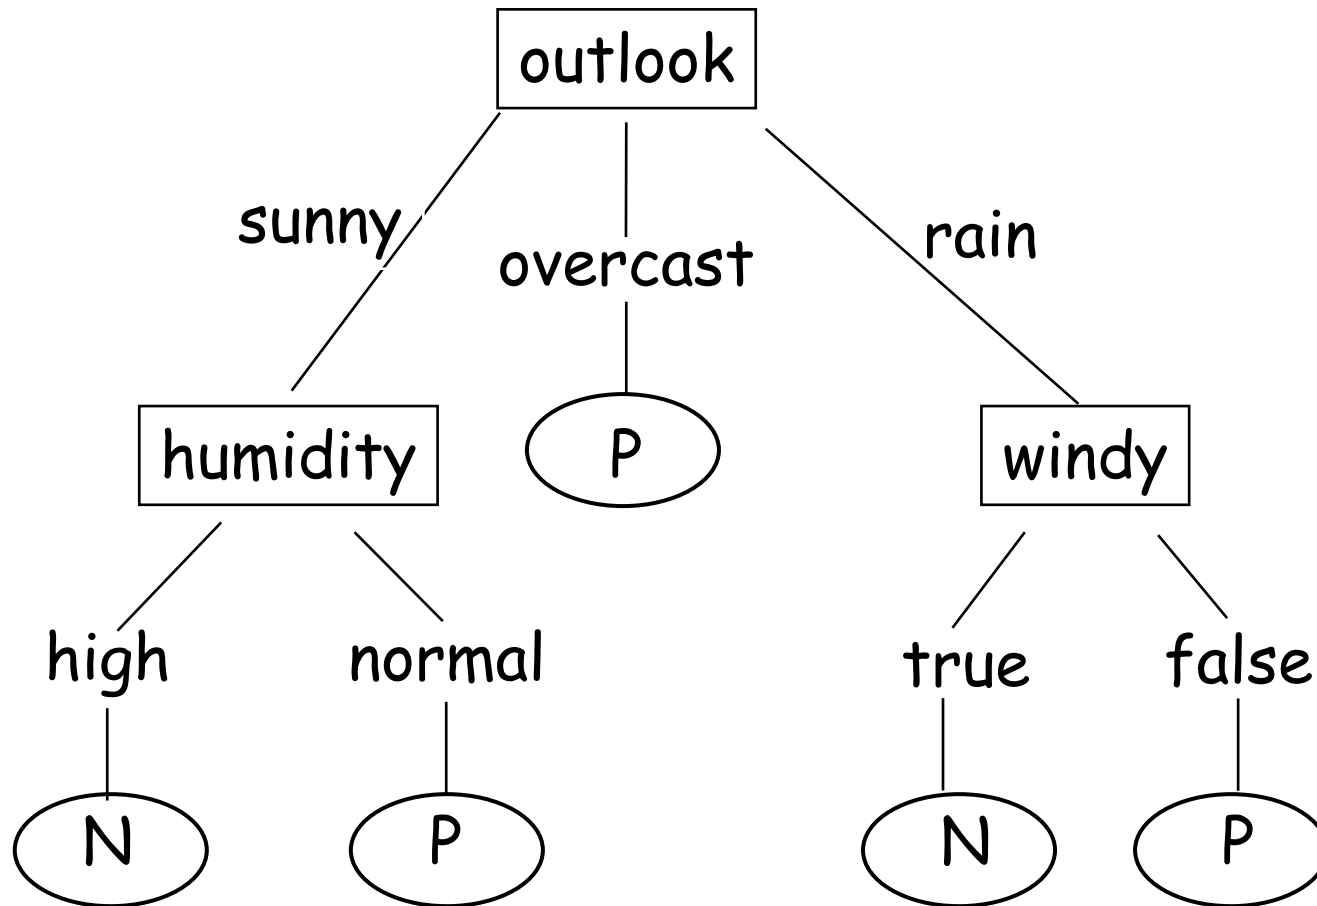 outlook
sunny
overcast
rain
humidity
P
windy
high
normal
true
false
N
P
N
P